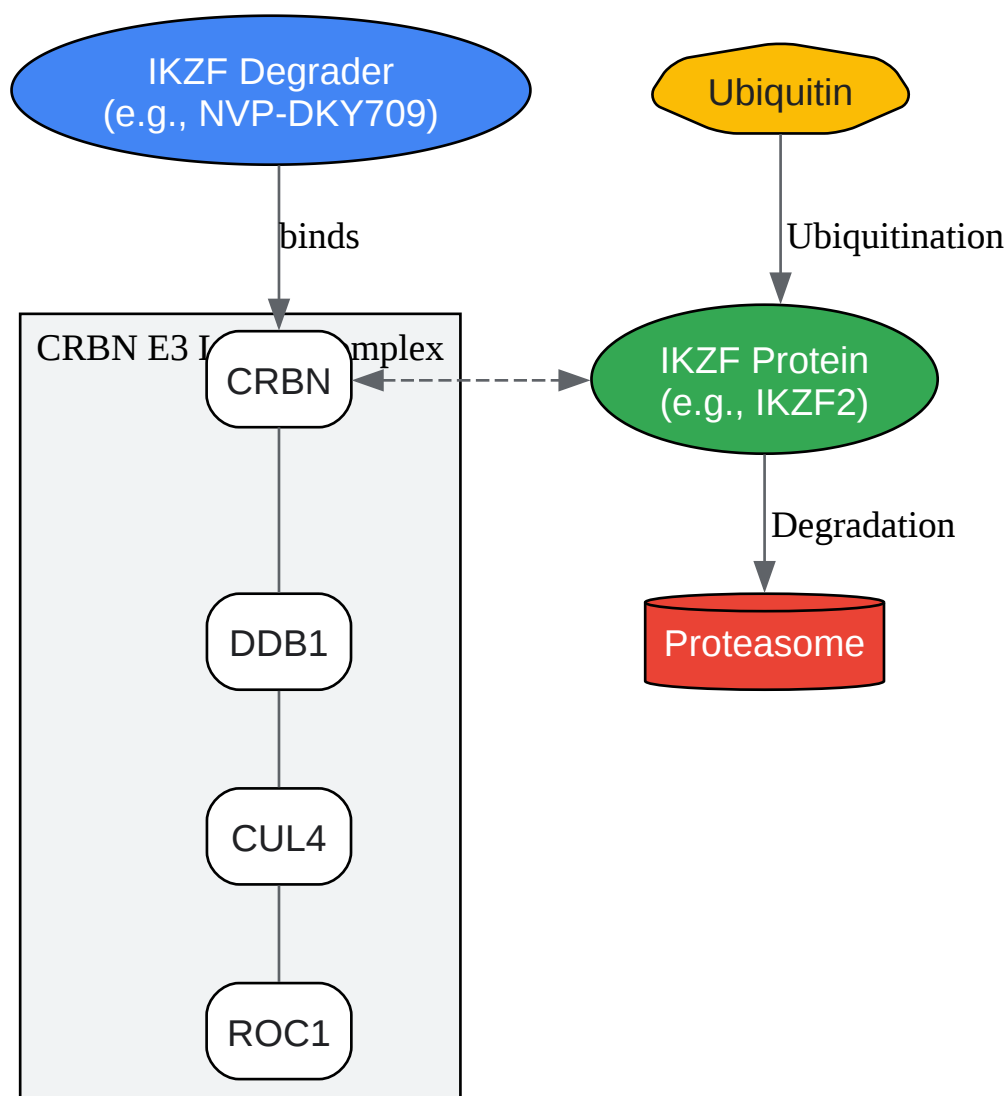 IKZF Degrader
(e.g., NVP-DKY709)
Ubiquitin
binds
Ubiquitination
CRBN E3 L mplex
CRBN
IKZF Protein
(e.g., IKZF2)
Degradation
DDB1
Proteasome
CUL4
ROC1